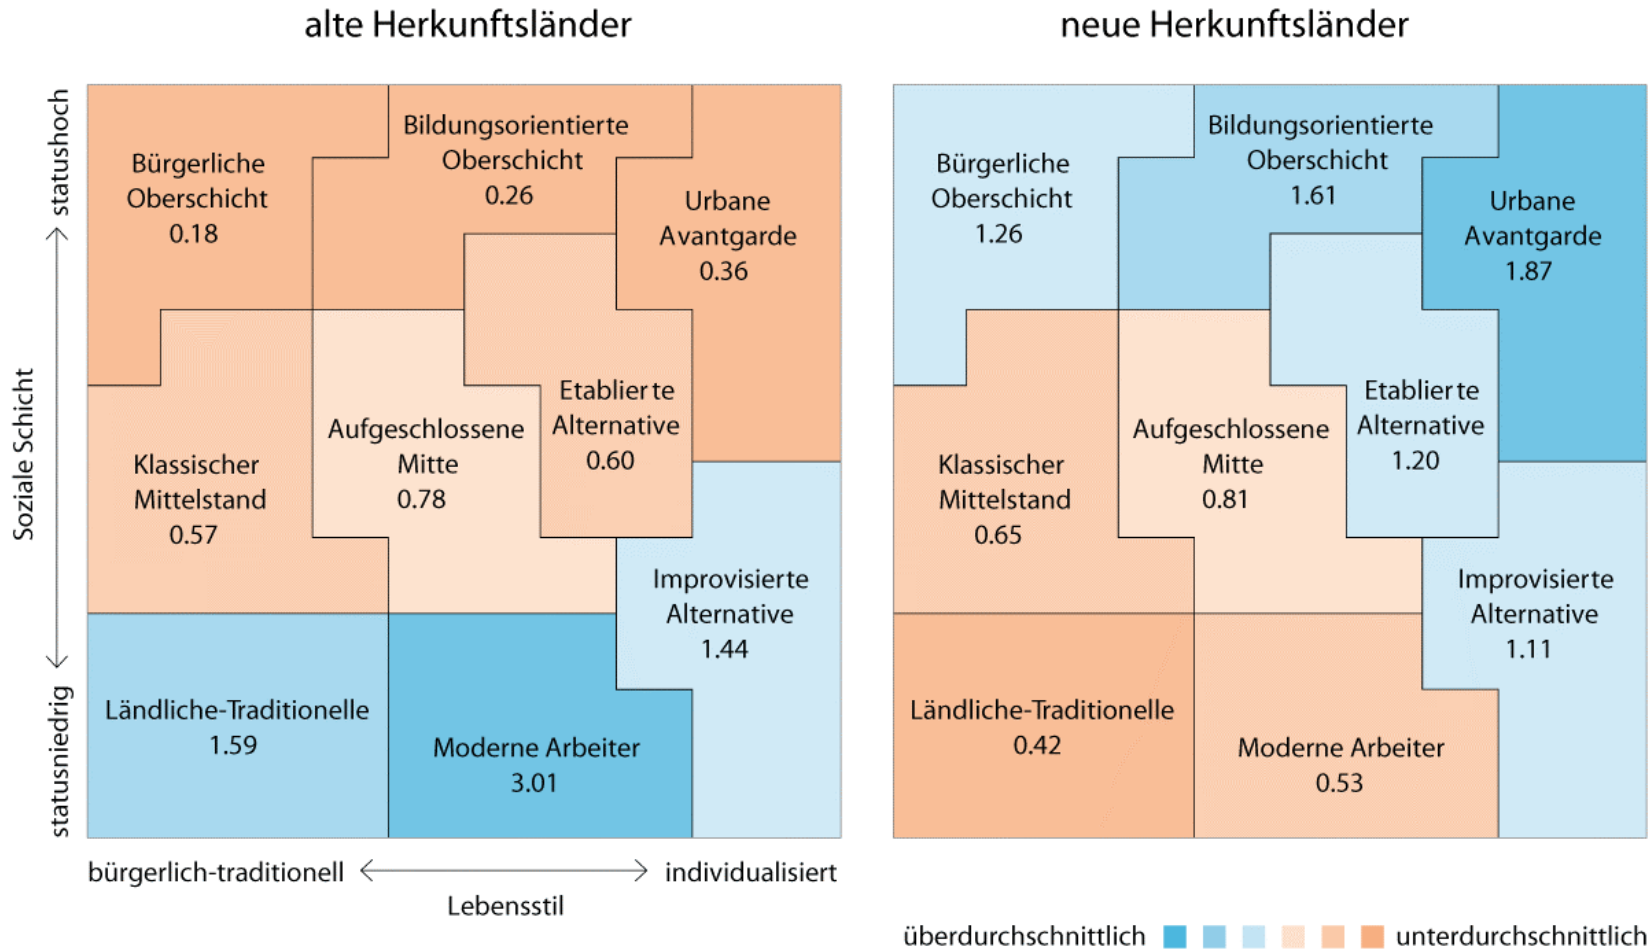 alte Herkunftsländer
neue Herkunftsländer
statushoch
Soziale Schicht
statusniedrig
Bürgerliche
Oberschicht
0.18
Bildungsorientierte
Oberschicht
0.26
Urbane
Avantgarde
0.36
Klassischer
Mittelstand
0.57
Aufgeschlossene
Mitte
0.78
Etablierte
Alternative
0.60
Improvisierte
Alternative
1.44
Ländliche-Traditionelle
1.59
Moderne Arbeiter
3.01
Bürgerliche
Oberschicht
1.26
Bildungsorientierte
Oberschicht
1.61
Urbane
Avantgarde
1.87
Klassischer
Mittelstand
0.65
Aufgeschlossene
Mitte
0.81
Etablierte
Alternative
1.20
Improvisierte
Alternative
1.11
Ländliche-Traditionelle
0.42
Moderne Arbeiter
0.53
bürgerlich-traditionell
individualisiert
Lebensstil
überdurchschnittlich
unterdurchschnittlich